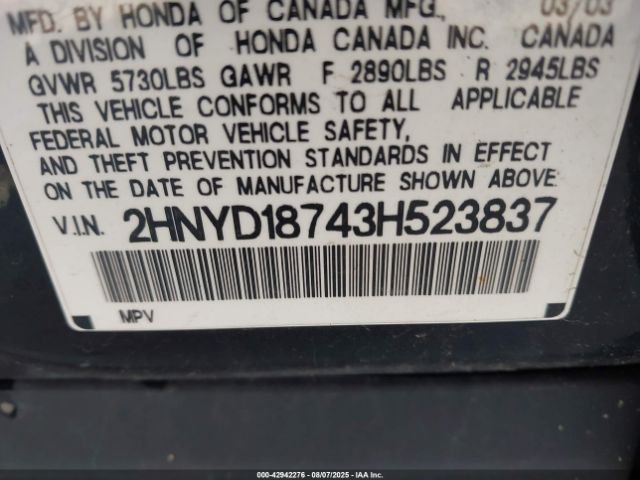 MFD. BY HONDA OF CANADA MFG., 03/03
A DIVISION OF HONDA CANADA INC. CANADA
GVWR 5730LBS GAWR F 2890LBS R 2945LBS
THIS VEHICLE CONFORMS TO ALL APPLICABLE
FEDERAL MOTOR VEHICLE SAFETY,
AND THEFT PREVENTION STANDARDS IN EFFECT
ON THE DATE OF MANUFACTURE SHOWN ABOVE.
V.I.N. 2HNYD18743H523837
MPV
000-42942276 - 08/07/2025 - IAAI.COM